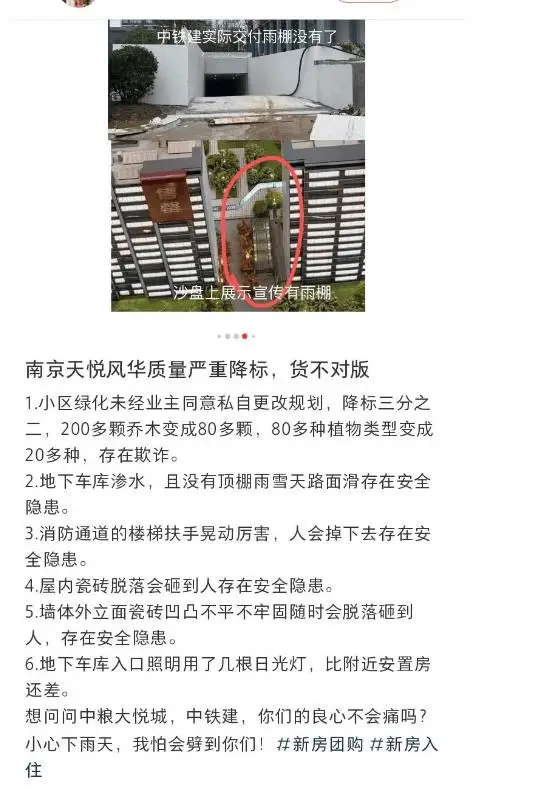 中铁建实际交付雨棚没有了
售罄
沙盘上展示宣传有雨棚
南京天悦风华质量严重降标，货不对版
1.小区绿化未经业主同意私自更改规划，降标三分之
二，200多颗乔木变成80多颗，80多种植物类型变成
20多种，存在欺诈。
2.地下车库渗水，且没有顶棚雨雪天路面滑存在安全
隐患。
3.消防通道的楼梯扶手晃动厉害，人会掉下去存在安
全隐患。
4.屋内瓷砖脱落会砸到人存在安全隐患。
5.墙体外立面瓷砖凹凸不平不牢固随时会脱落砸到
人，存在安全隐患。
6.地下车库入口照明用了几根日光灯，比附近安置房
还差。
想问问中粮大悦城，中铁建，你们的良心不会痛吗？
小心下雨天，我怕会劈到你们！#新房团购 #新房入
住